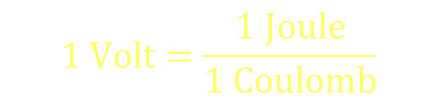 1 Volt = 1 Joule / 1 Coulomb